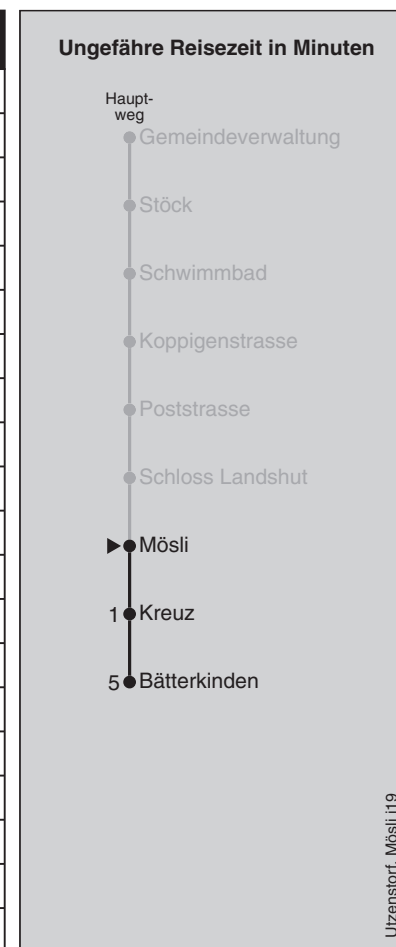 Ungefähre Reisezeit in Minuten
Haupt-
weg
Gemeindeverwaltung
Stöck
Schwimmbad
Koppigenstrasse
Poststrasse
Schloss Landshut
Mösli
1 Kreuz
5 Bätterkinden
Utzenstorf, Mösli j19